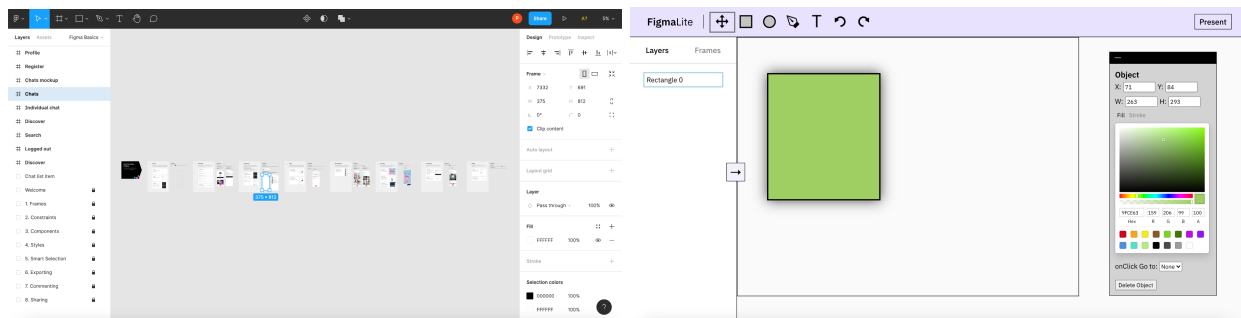 P
Share
A?
5%
Layers Assets Figma Basics
Profile
Register
Chats mockup
Chats
Individual chat
Discover
Search
Logged out
Discover
Chat list item
Welcome
1. Frames
2. Constraints
3. Components
4. Styles
5. Smart Selection
6. Exporting
7. Commenting
8. Sharing
375 × 812
Design Prototype Inspect
Frame
X 7332 Y 691
W 375 H 812
0° 0
Clip content
Auto layout
Layout grid
Layer
Pass through 100%
Fill
FFFFFF 100%
Stroke
Selection colors
000000 100%
FFFFFF 100%
?
FigmaLite
T
Present
Layers Frames
Rectangle 0
Object
X: 71 Y: 84
W: 263 H: 293
Fill Stroke
9FCE63 159 206 99 100
Hex R G B A
onClick Go to: None
Delete Object